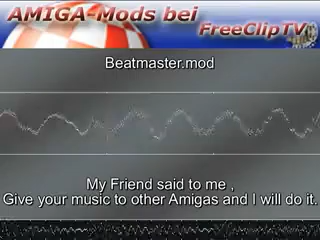 AMIGA-Mods bei
FreeClipTV
Beatmaster.mod
My Friend said to me ,
Give your music to other Amigas and I will do it.